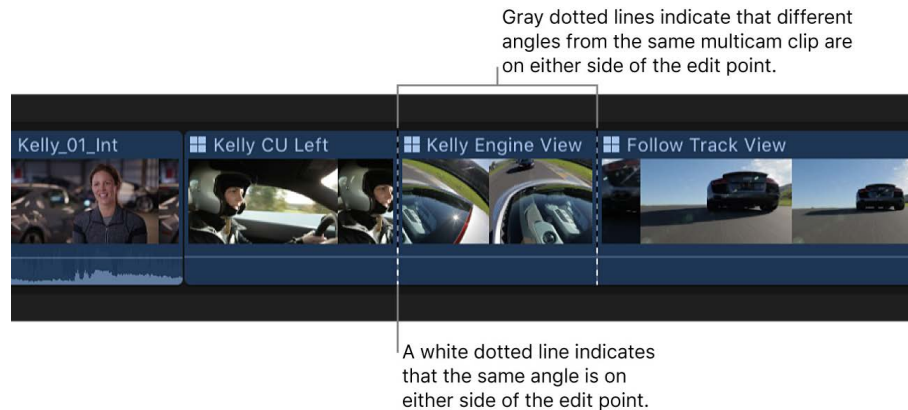 Gray dotted lines indicate that different
angles from the same multicam clip are
on either side of the edit point.
Kelly_01_Int
Kelly CU Left
Kelly Engine View
Follow Track View
A white dotted line indicates
that the same angle is on
either side of the edit point.